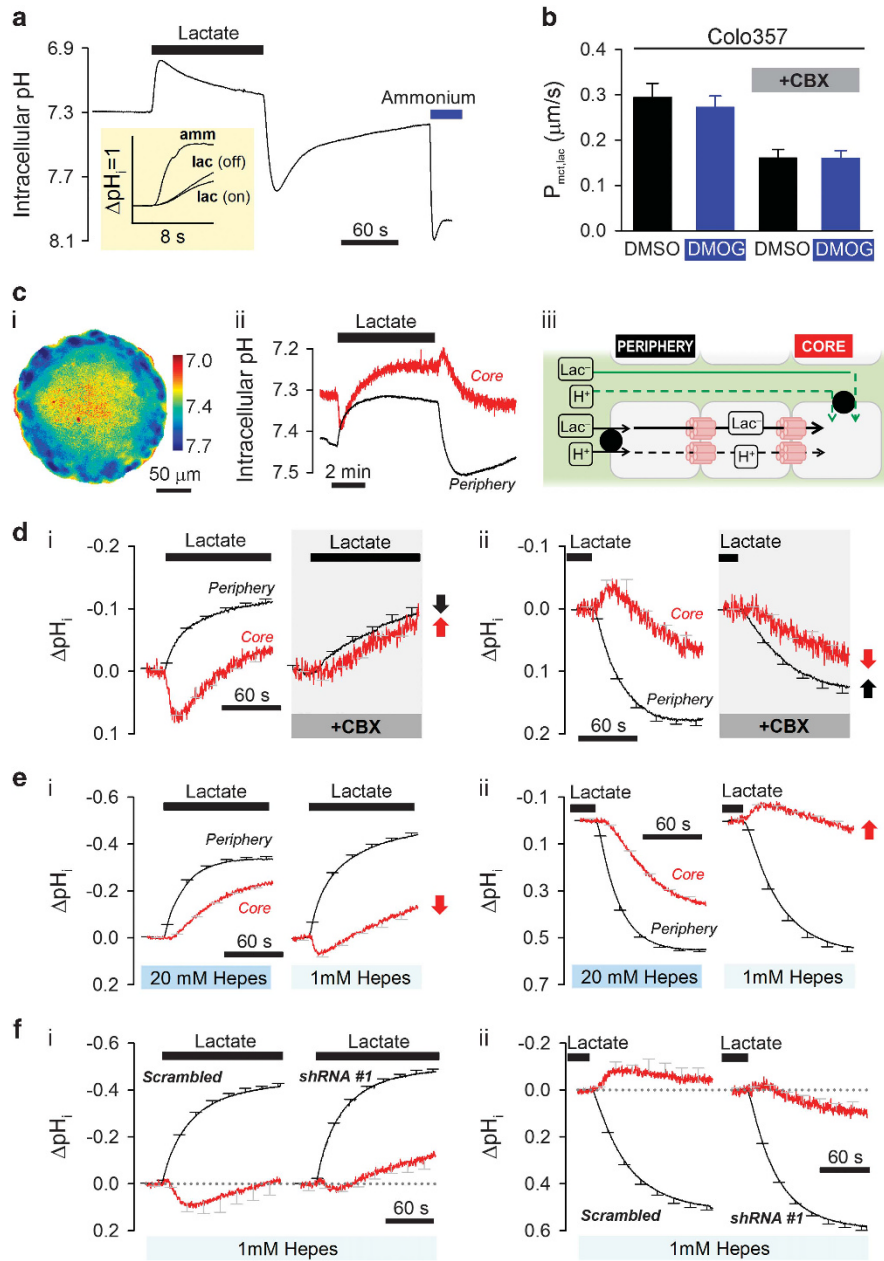 a
Lactate
6.9
7.3
7.7
8.1
Intracellular pH
Ammonium
amm
lac (off)
lac (on)
ΔpHi=1
8 s
60 s
b
Colo357
+CBX
Pmct,lac (μm/s)
0.4
0.3
0.2
0.1
0.0
DMSO DMOG DMSO DMOG
c
i
7.0
7.4
7.7
50 μm
ii
Lactate
Intracellular pH
7.2
7.3
7.4
7.5
Core
2 min
Periphery
iii
PERIPHERY CORE
Lac⁻
H⁺
Lac⁻
H⁺
Lac⁻
H⁺
d
i
-0.2
-0.1
0.0
0.1
ΔpHi
Lactate
Periphery
Core
60 s
Lactate
+CBX
ii
-0.1
0.0
0.1
0.2
ΔpHi
Lactate
Core
Periphery
60 s
Lactate
+CBX
e
i
-0.6
-0.4
-0.2
0.0
0.2
ΔpHi
Lactate
Periphery
Core
60 s
20 mM Hepes
Lactate
1mM Hepes
ii
-0.1
0.1
0.3
0.5
0.7
ΔpHi
Lactate
60 s
Core
Periphery
20 mM Hepes
Lactate
1mM Hepes
f
i
-0.6
-0.4
-0.2
0.0
0.2
ΔpHi
Lactate
Scrambled
Lactate
shRNA #1
60 s
1mM Hepes
ii
-0.2
0.0
0.2
0.4
0.6
ΔpHi
Lactate
Scrambled
Lactate
shRNA #1
60 s
1mM Hepes